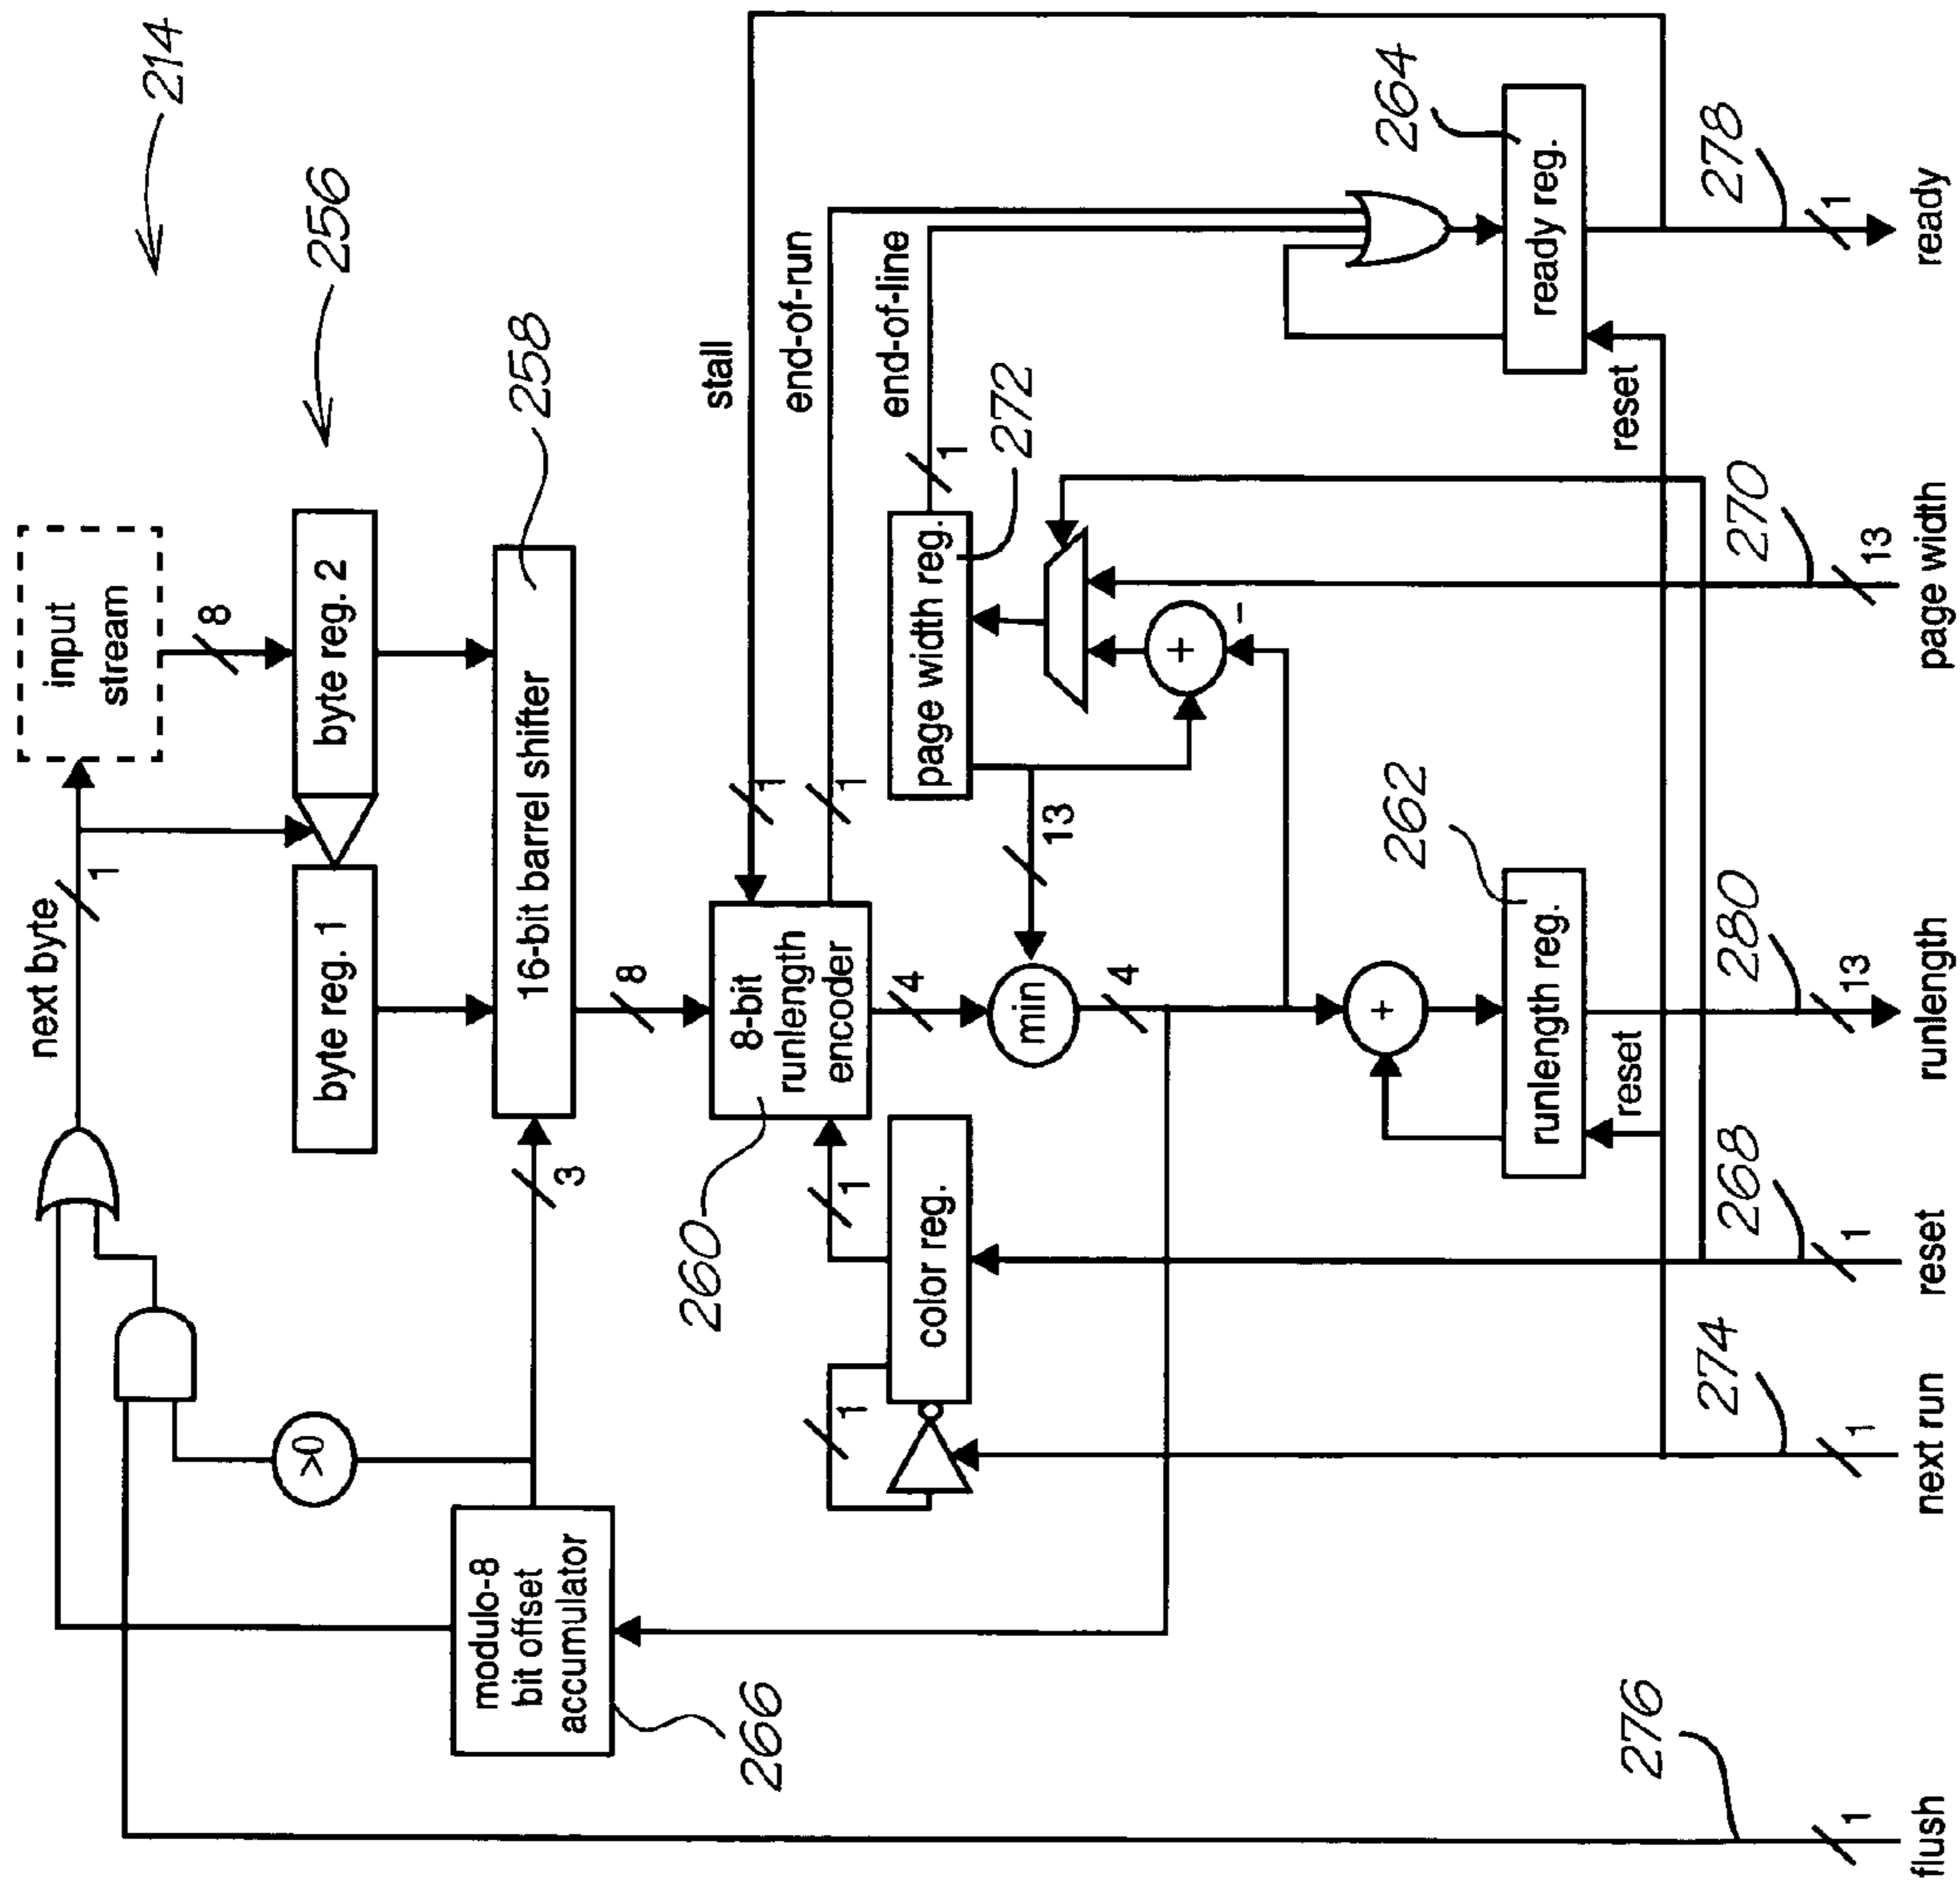 214
256
next byte
1
input
stream
8
byte reg. 1
byte reg. 2
258
16-bit barrel shifter
3
>0
modulo-8
bit offset
accumulator
266
8
8-bit
runlength
encoder
260
stall
1
end-of-run
1
end-of-line
1
4
min
4
13
page width reg.
272
+
−
color reg.
1
1
+
runlength reg.
262
reset
ready reg.
264
reset
276
1
flush
274
1
next run
268
1
reset
280
13
runlength
270
13
page width
278
1
ready